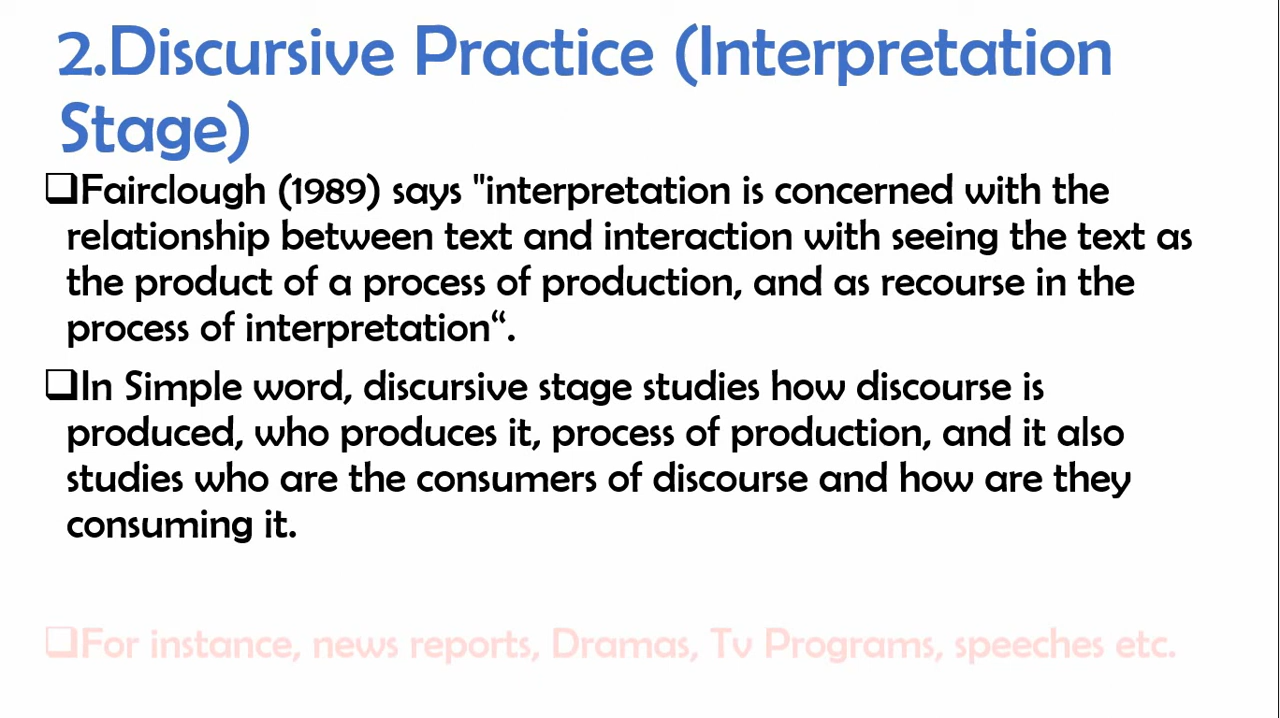 2.Discursive Practice (Interpretation
Stage)
❑Fairclough (1989) says "interpretation is concerned with the
relationship between text and interaction with seeing the text as
the product of a process of production, and as recourse in the
process of interpretation“.
❑In Simple word, discursive stage studies how discourse is
produced, who produces it, process of production, and it also
studies who are the consumers of discourse and how are they
consuming it.
❑For instance, news reports, Dramas, Tv Programs, speeches etc.